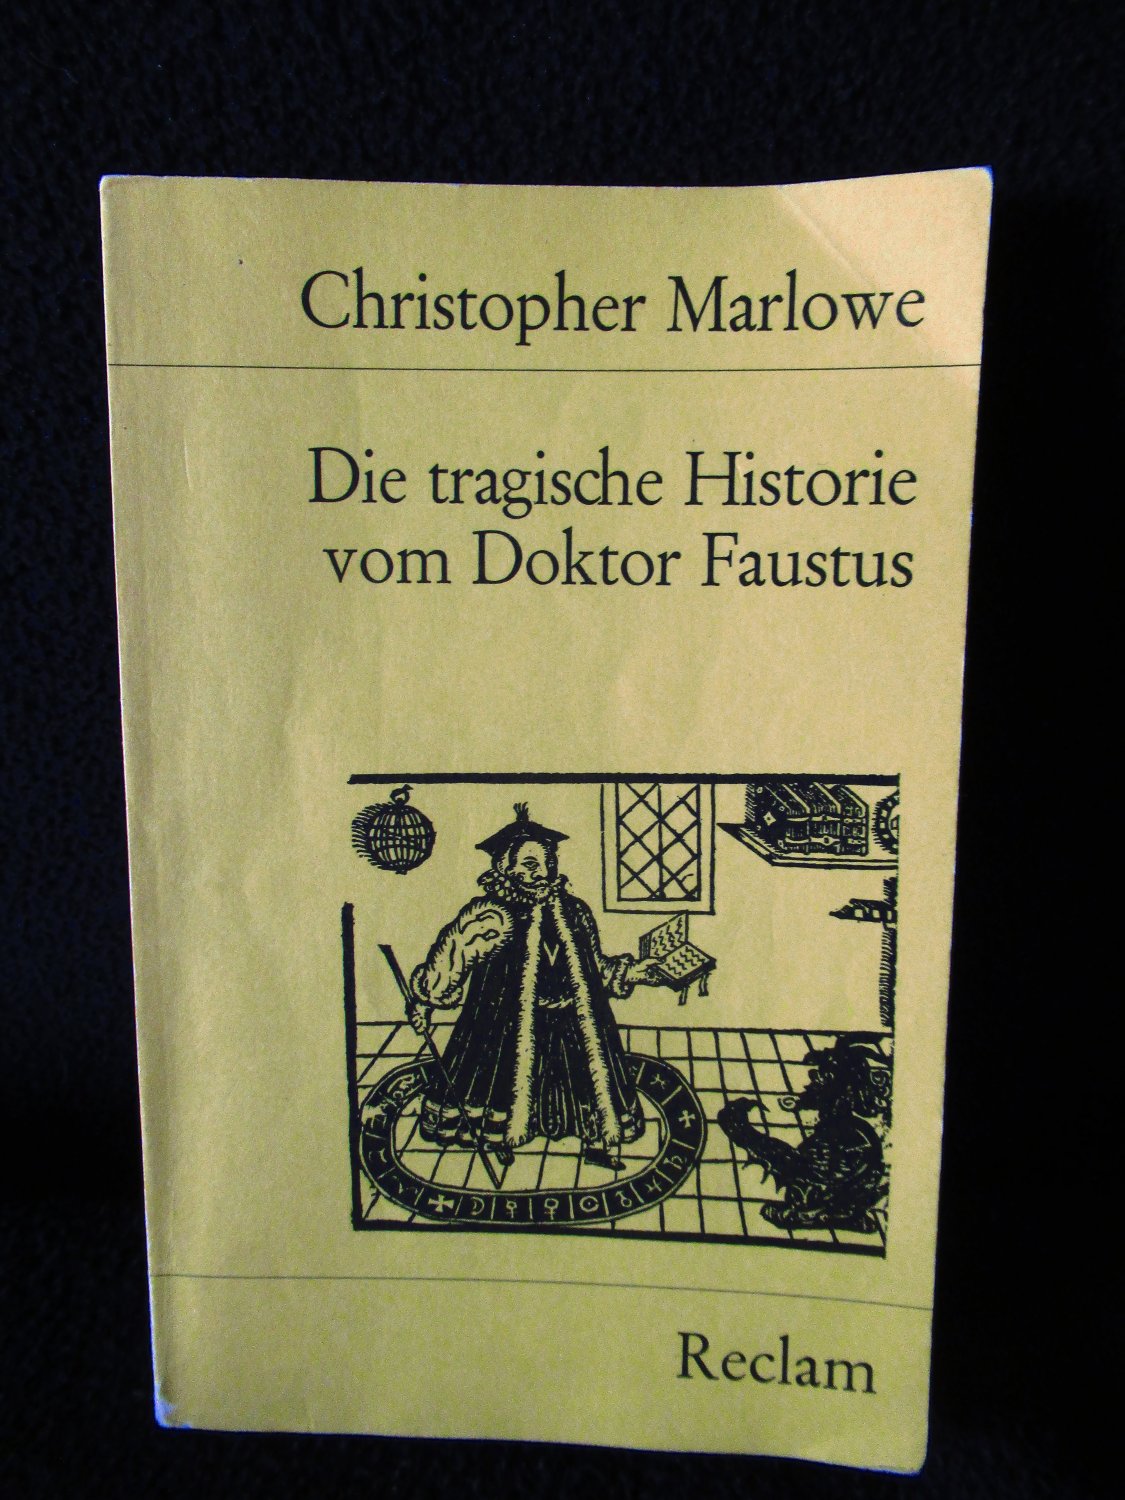 Christopher Marlowe
Die tragische Historie
vom Doktor Faustus
Reclam